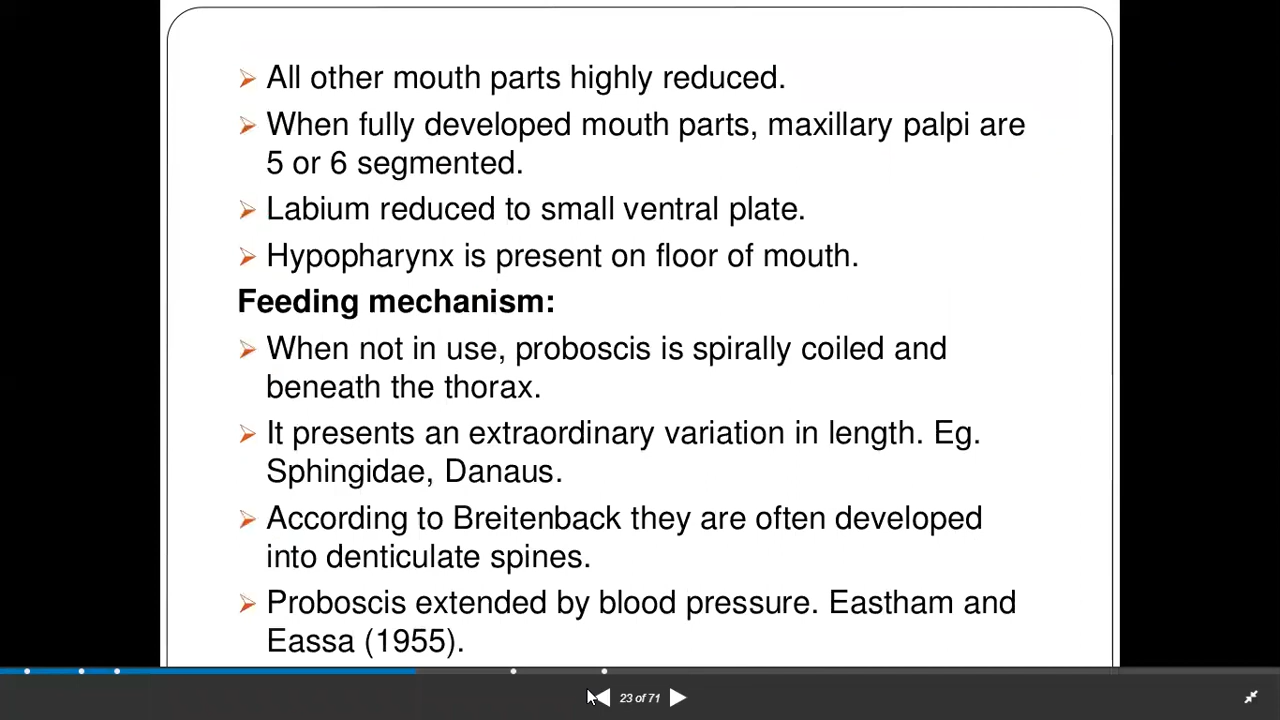 All other mouth parts highly reduced.
When fully developed mouth parts, maxillary palpi are
5 or 6 segmented.
Labium reduced to small ventral plate.
Hypopharynx is present on floor of mouth.
Feeding mechanism:
When not in use, proboscis is spirally coiled and
beneath the thorax.
It presents an extraordinary variation in length. Eg.
Sphingidae, Danaus.
According to Breitenback they are often developed
into denticulate spines.
Proboscis extended by blood pressure. Eastham and
Eassa (1955).
23 of 71